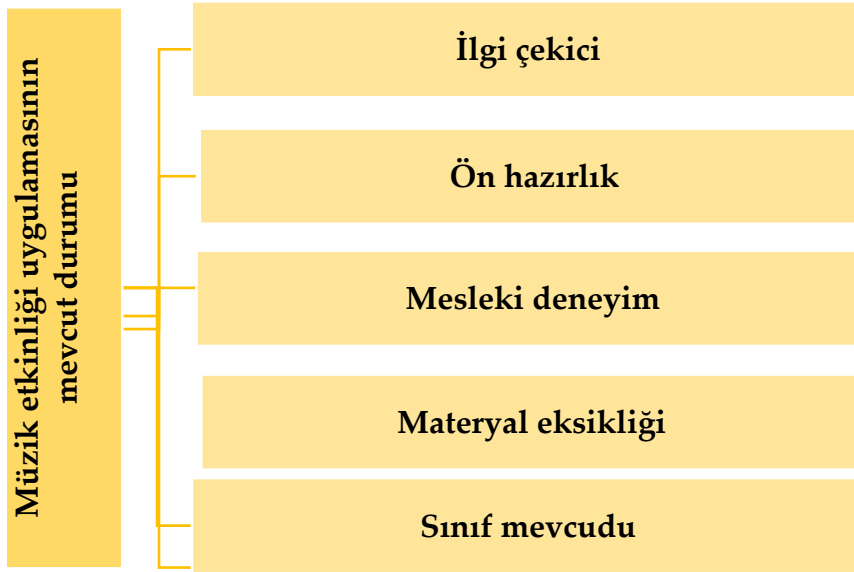 Müzik etkinliği uygulamasının
mevcut durumu
İlgi çekici
Ön hazırlık
Mesleki deneyim
Materyal eksikliği
Sınıf mevcudu